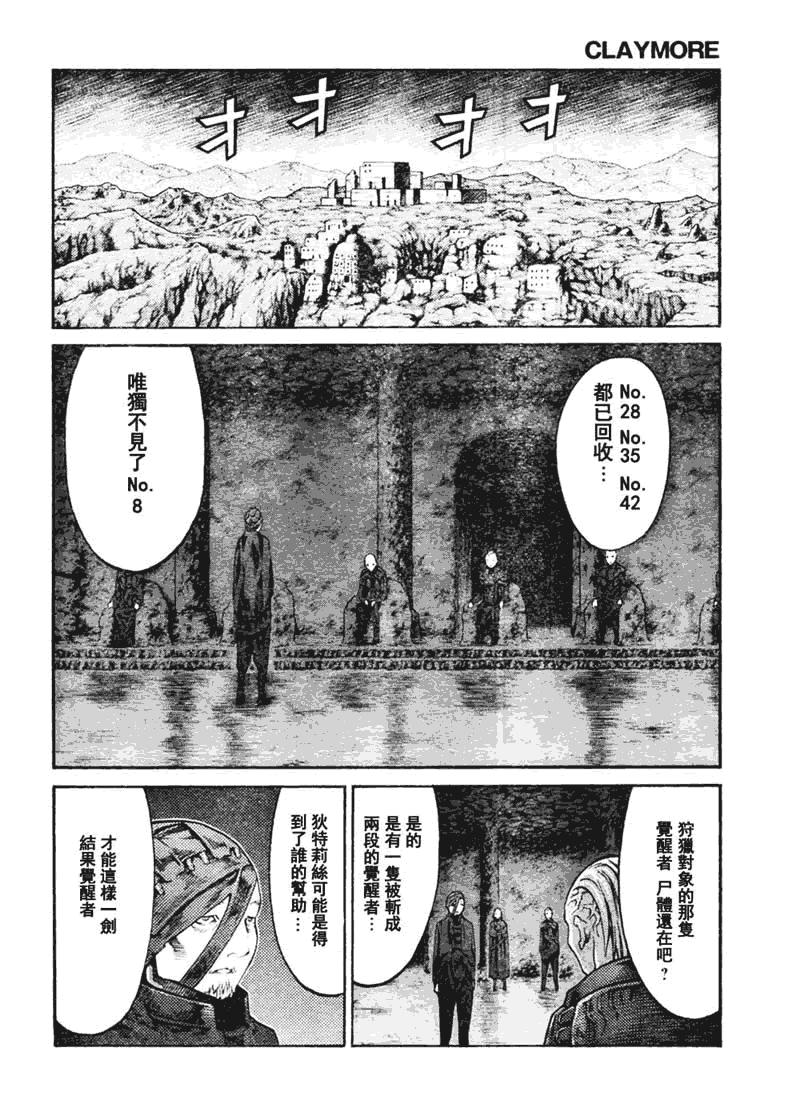 CLAYMORE
オオオオ
No.28 No.35 No.42
都已回收…
唯獨不見了 No.8
狩獵對象的那隻
覺醒者 尸體還在吧?
是的
是有一隻被斬成
兩段的覺醒者…
狄特莉絲可能是得
到了誰的幫助…
才能這樣一劍
結果覺醒者